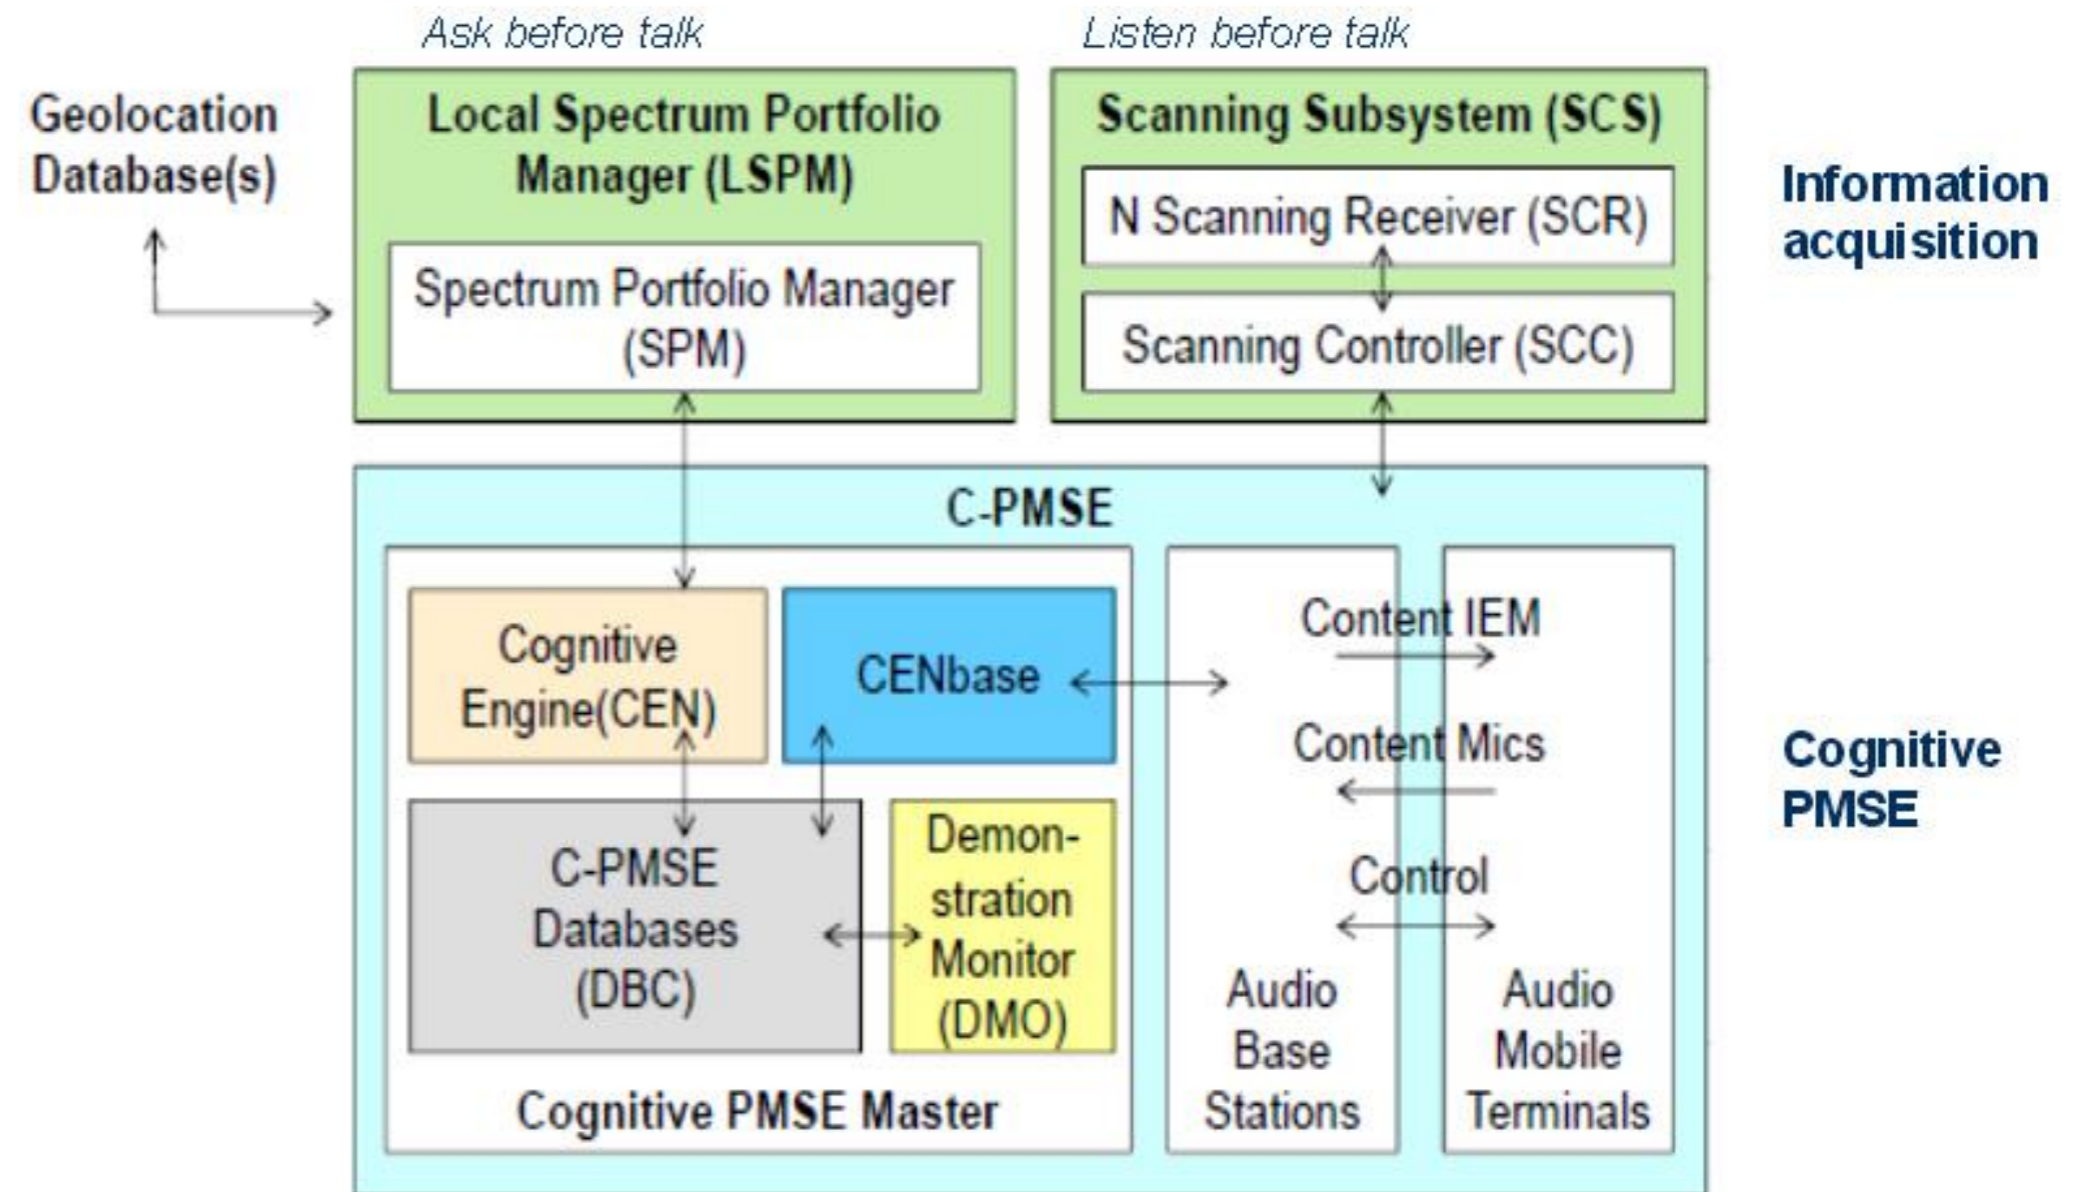 Ask before talk
Listen before talk
Geolocation
Database(s)
Local Spectrum Portfolio
Manager (LSPM)
Spectrum Portfolio Manager
(SPM)
Scanning Subsystem (SCS)
N Scanning Receiver (SCR)
Scanning Controller (SCC)
Information
acquisition
C-PMSE
Cognitive
Engine(CEN)
CENbase
C-PMSE
Databases
(DBC)
Demon-
stration
Monitor
(DMO)
Cognitive PMSE Master
Content IEM
Content Mics
Control
Audio
Base
Stations
Audio
Mobile
Terminals
Cognitive
PMSE